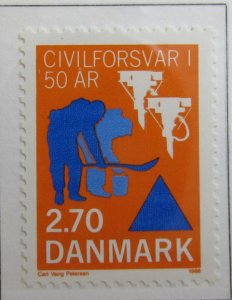 CIVILFORSVAR I
50 ÅR
2.70
DANMARK
Carl Vang Petersen 1988